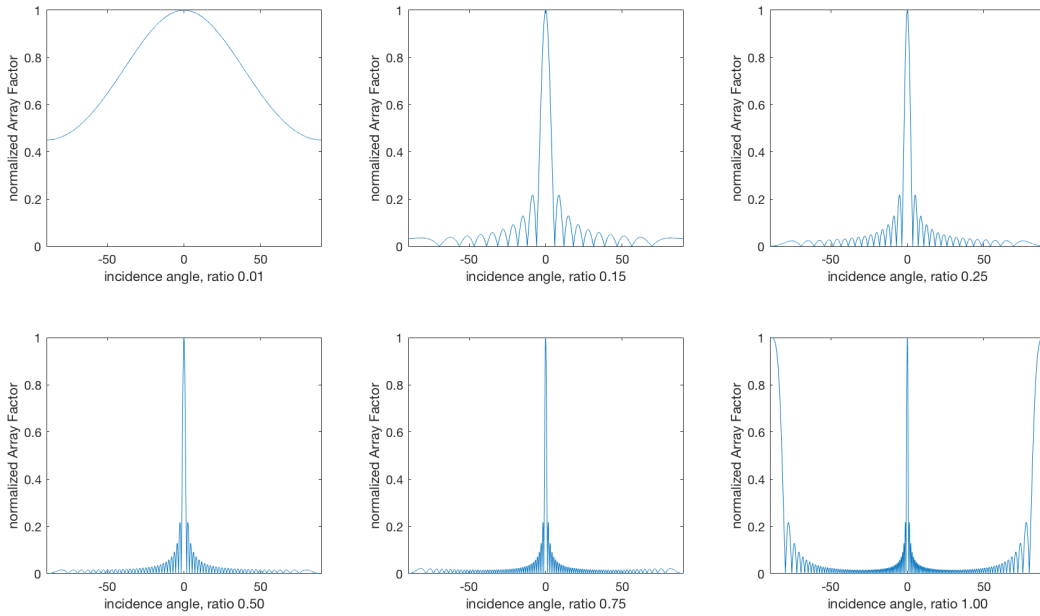 1
0.8
0.6
0.4
0.2
0
-50 0 50
normalized Array Factor
incidence angle, ratio 0.01
1
0.8
0.6
0.4
0.2
0
-50 0 50
normalized Array Factor
incidence angle, ratio 0.15
1
0.8
0.6
0.4
0.2
0
-50 0 50
normalized Array Factor
incidence angle, ratio 0.25
1
0.8
0.6
0.4
0.2
0
-50 0 50
normalized Array Factor
incidence angle, ratio 0.50
1
0.8
0.6
0.4
0.2
0
-50 0 50
normalized Array Factor
incidence angle, ratio 0.75
1
0.8
0.6
0.4
0.2
0
-50 0 50
normalized Array Factor
incidence angle, ratio 1.00